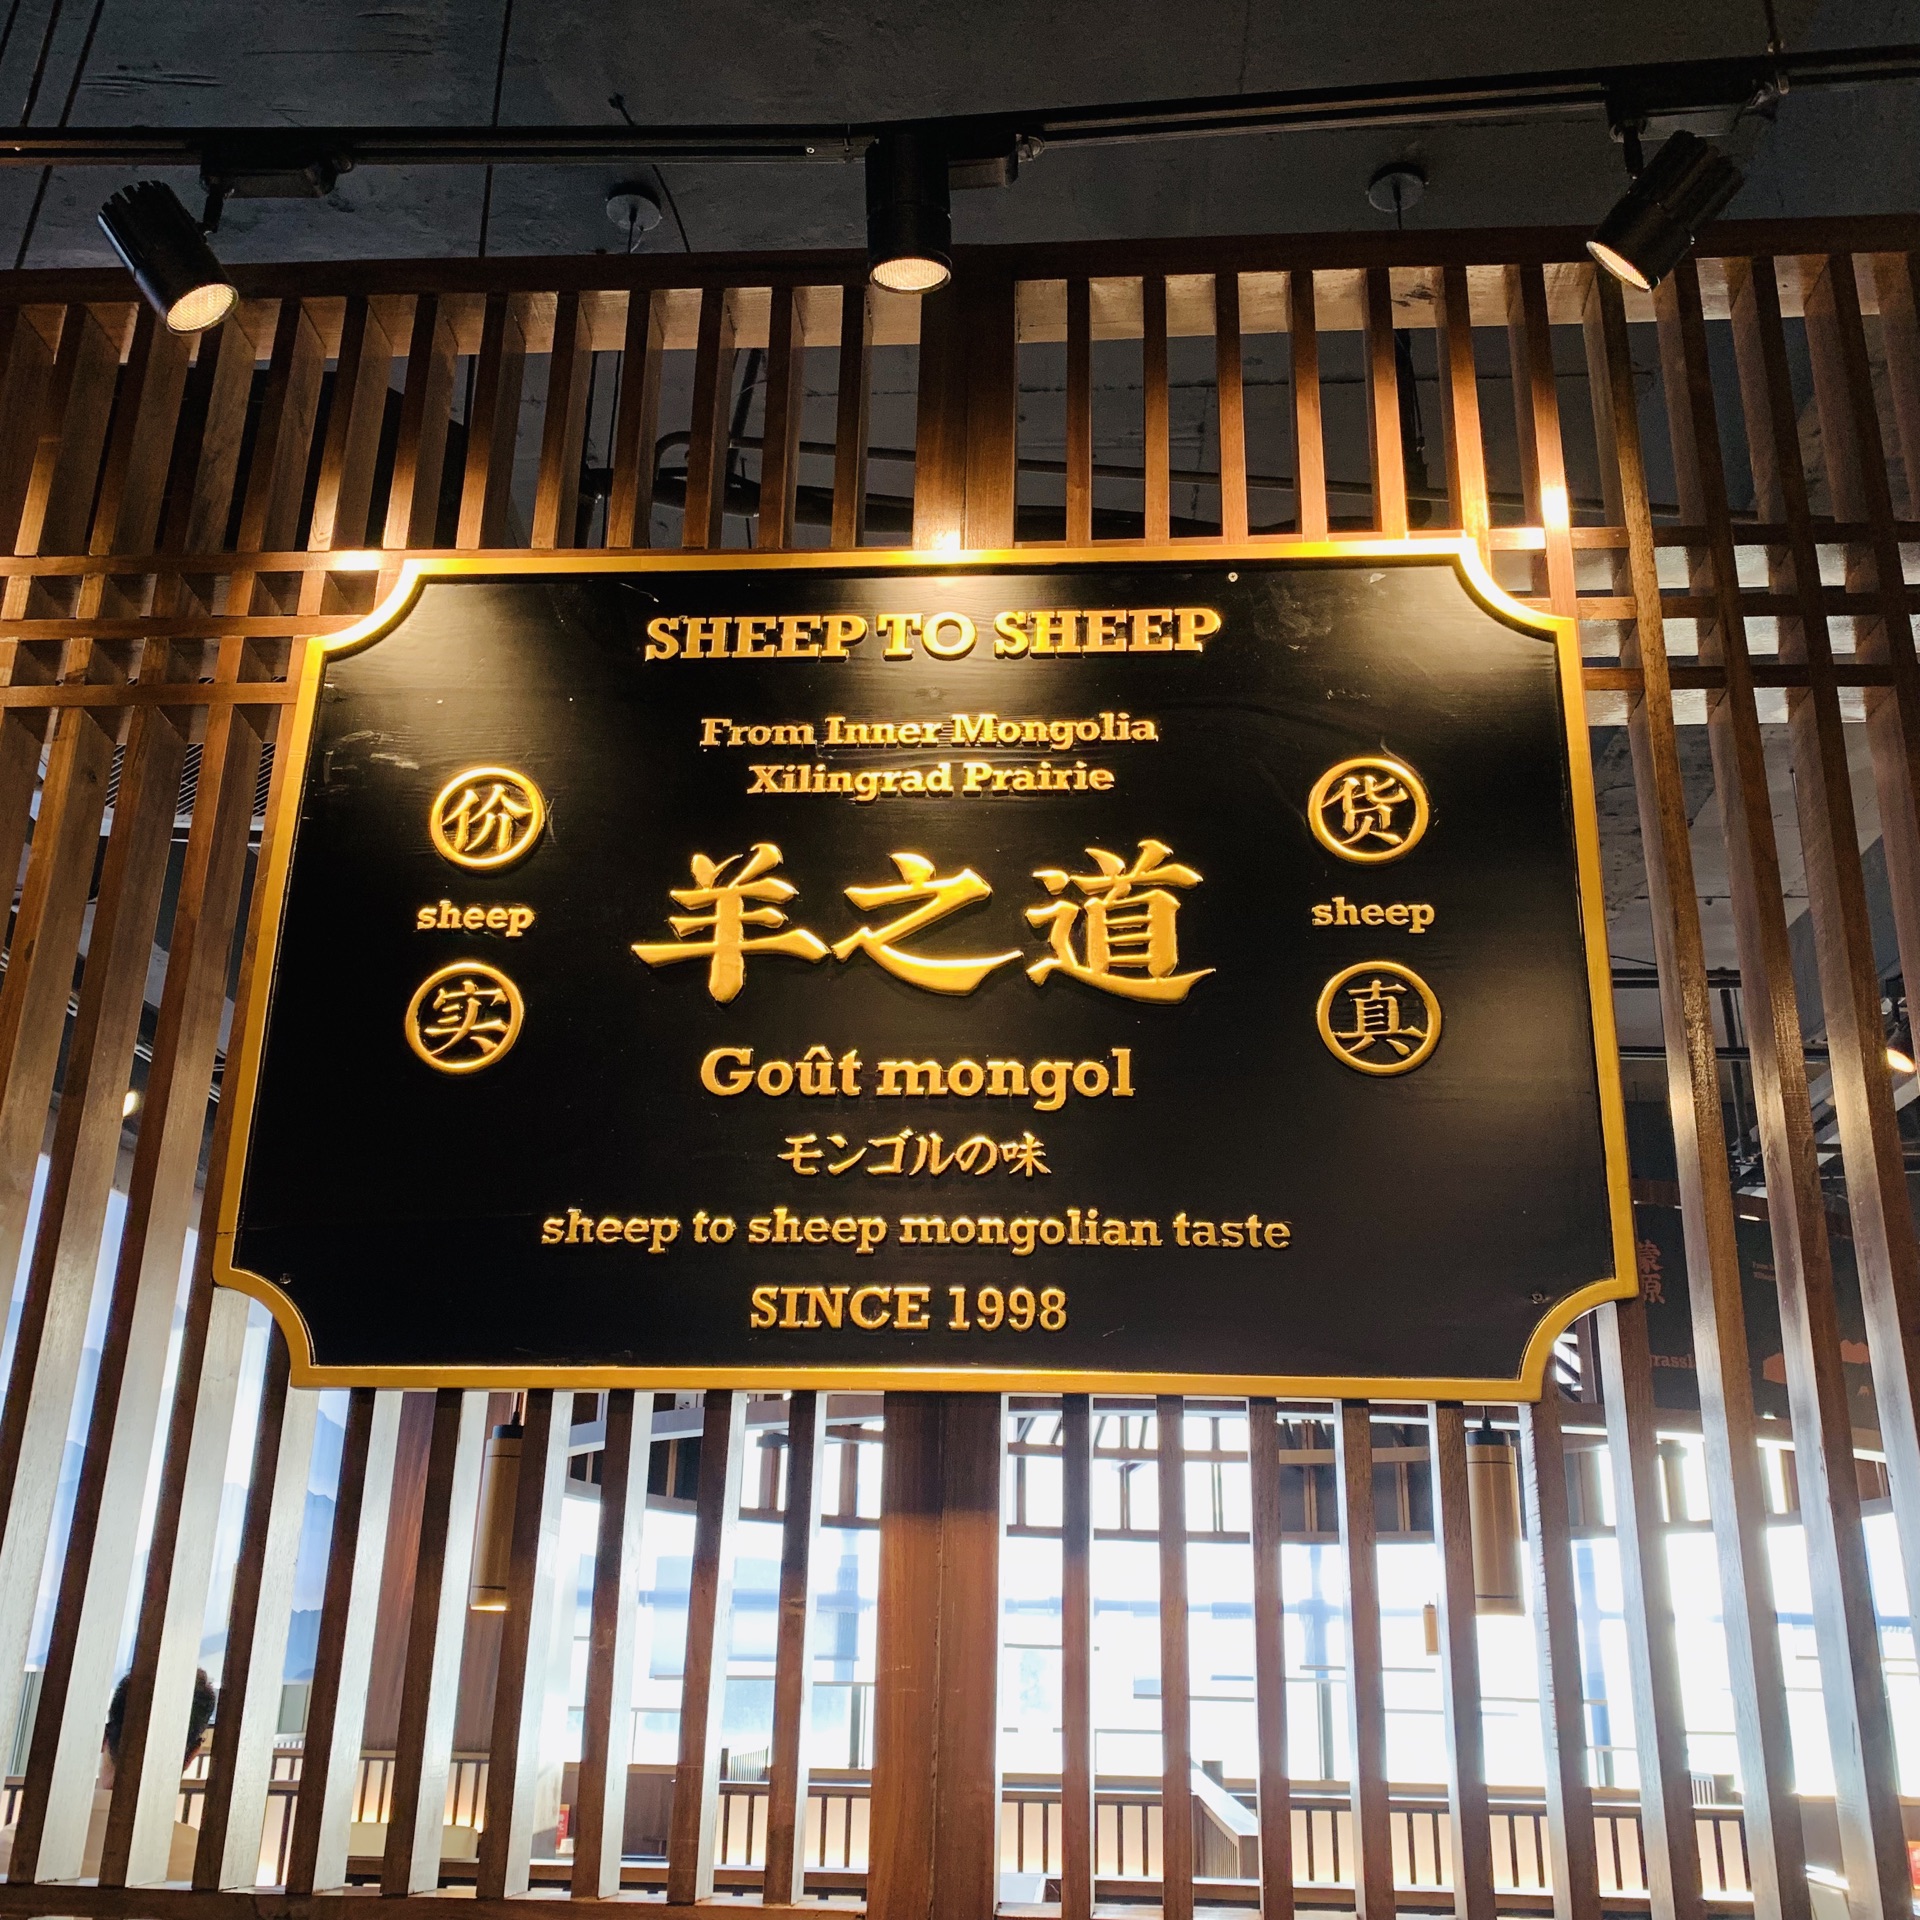 SHEEP TO SHEEP
From Inner Mongolia
Xilingrad Prairie
价
sheep
实
羊之道
货
sheep
真
Goût mongol
モンゴルの味
sheep to sheep mongolian taste
SINCE 1998